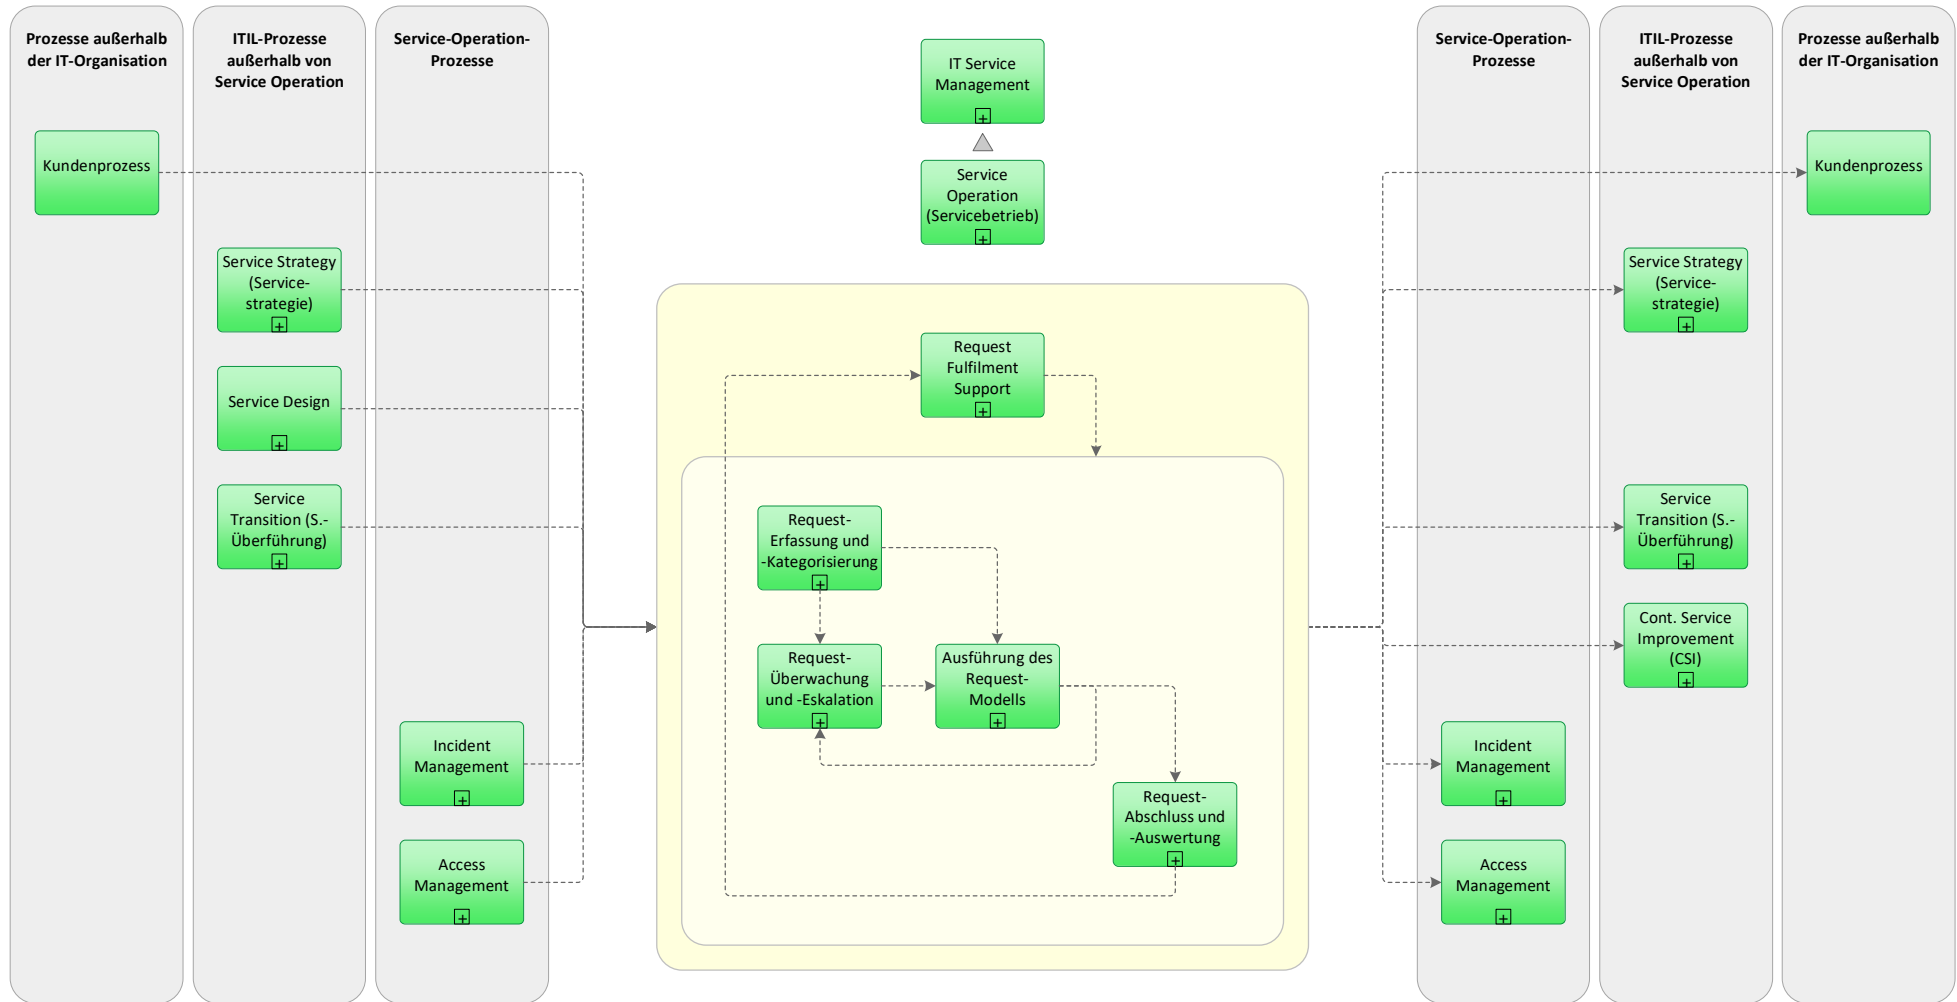 Prozesse außerhalb
der IT-Organisation
Kundenprozess
ITIL-Prozesse
außerhalb von
Service Operation
Service Strategy
(Service-
strategie)
Service Design
Service
Transition (S.-
Überführung)
Service-Operation-
Prozesse
Incident
Management
Access
Management
IT Service
Management
Service
Operation
(Servicebetrieb)
Request
Fulfilment
Support
Request-
Erfassung und
-Kategorisierung
Request-
Überwachung
und -Eskalation
Ausführung des
Request-
Modells
Request-
Abschluss und
-Auswertung
Service-Operation-
Prozesse
Incident
Management
Access
Management
ITIL-Prozesse
außerhalb von
Service Operation
Service Strategy
(Service-
strategie)
Service
Transition (S.-
Überführung)
Cont. Service
Improvement
(CSI)
Prozesse außerhalb
der IT-Organisation
Kundenprozess